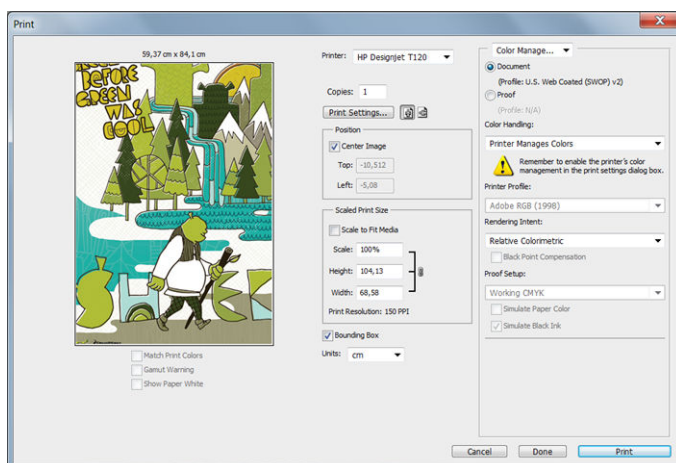 Print
59,37 cm x 84,1 cm
BEFORE
GREEN
WAS
COOL
SHREK
Match Print Colors
Gamut Warning
Show Paper White
Printer: HP Designjet T120
Copies: 1
Print Settings...
Position
Center Image
Top: -10,512
Left: -5,08
Scaled Print Size
Scale to Fit Media
Scale: 100%
Height: 104,13
Width: 68,58
Print Resolution: 150 PPI
Bounding Box
Units: cm
Color Manage...
Document
(Profile: U.S. Web Coated (SWOP) v2)
Proof
(Profile: N/A)
Color Handling:
Printer Manages Colors
Remember to enable the printer's color
management in the print settings dialog box.
Printer Profile:
Adobe RGB (1998)
Rendering Intent:
Relative Colorimetric
Black Point Compensation
Proof Setup:
Working CMYK
Simulate Paper Color
Simulate Black Ink
Cancel
Done
Print